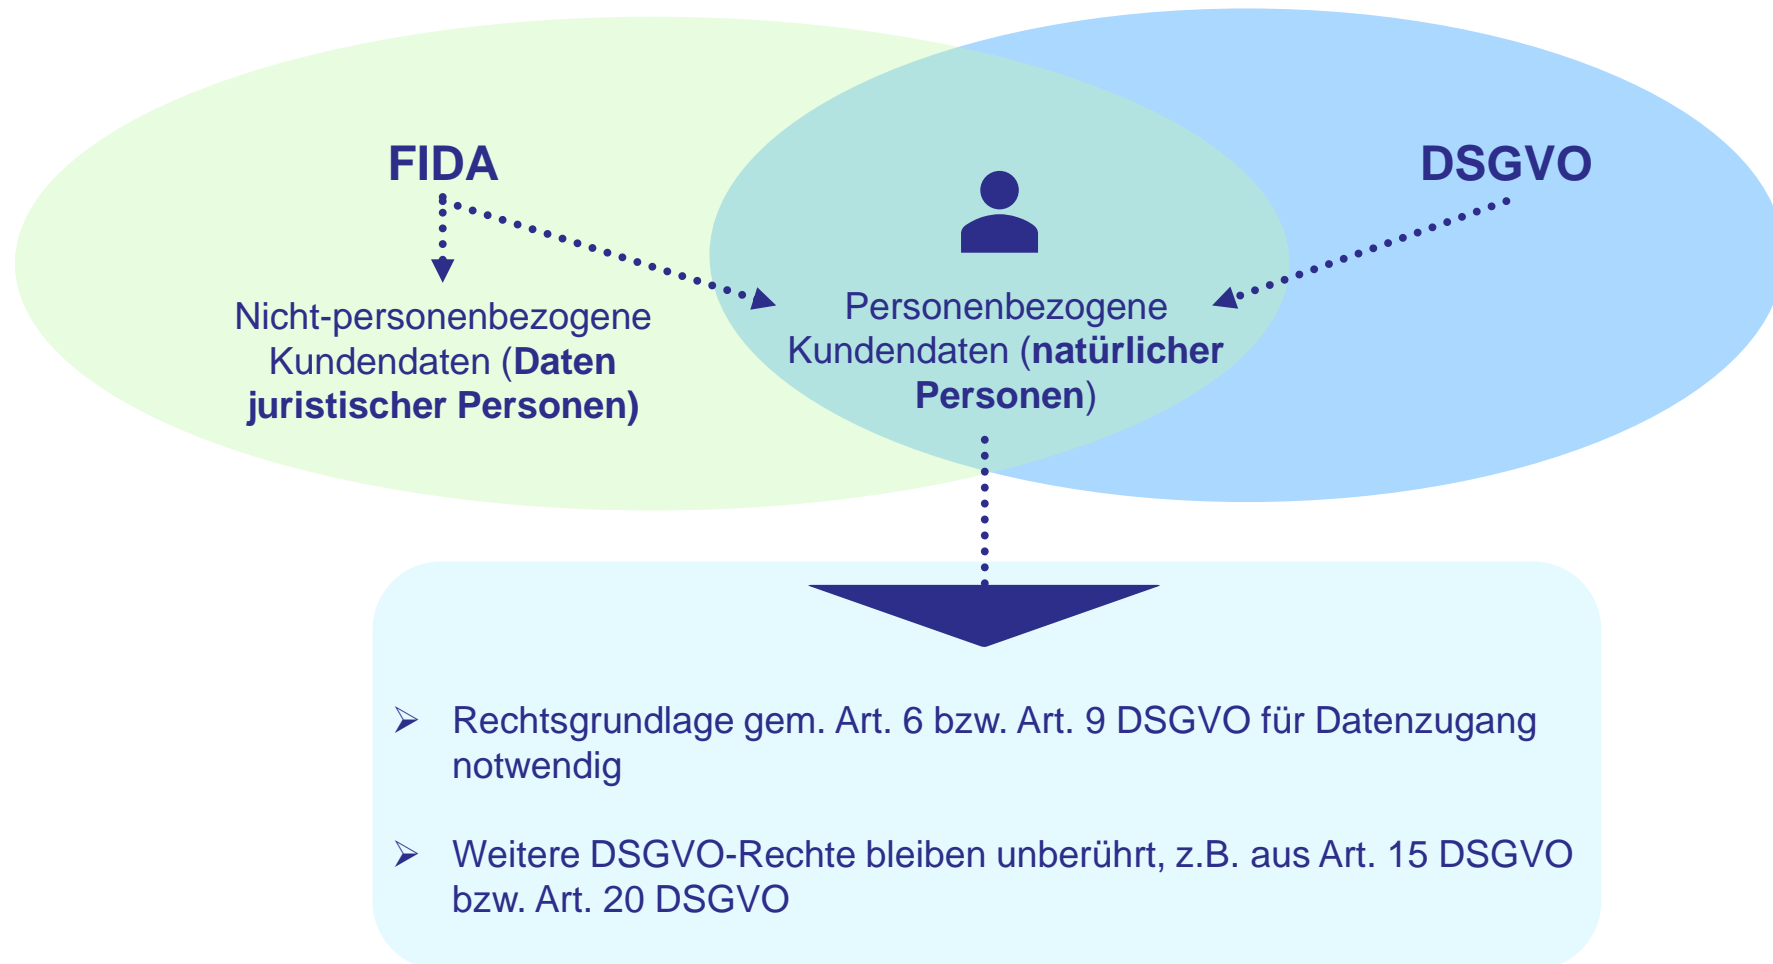 FIDA
DSGVO
Nicht-personenbezogene
Kundendaten (Daten
juristischer Personen)
Personenbezogene
Kundendaten (natürlicher
Personen)
➢ Rechtsgrundlage gem. Art. 6 bzw. Art. 9 DSGVO für Datenzugang
notwendig
➢ Weitere DSGVO-Rechte bleiben unberührt, z.B. aus Art. 15 DSGVO
bzw. Art. 20 DSGVO